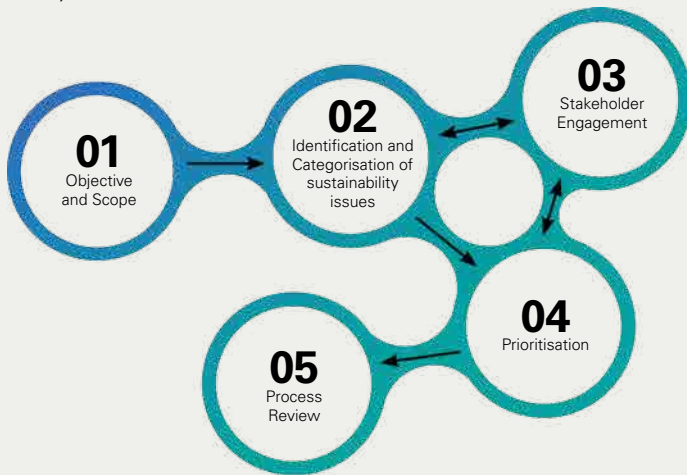 01
Objective
and Scope
02
Identification and
Categorisation of
sustainability
issues
03
Stakeholder
Engagement
04
Prioritisation
05
Process
Review